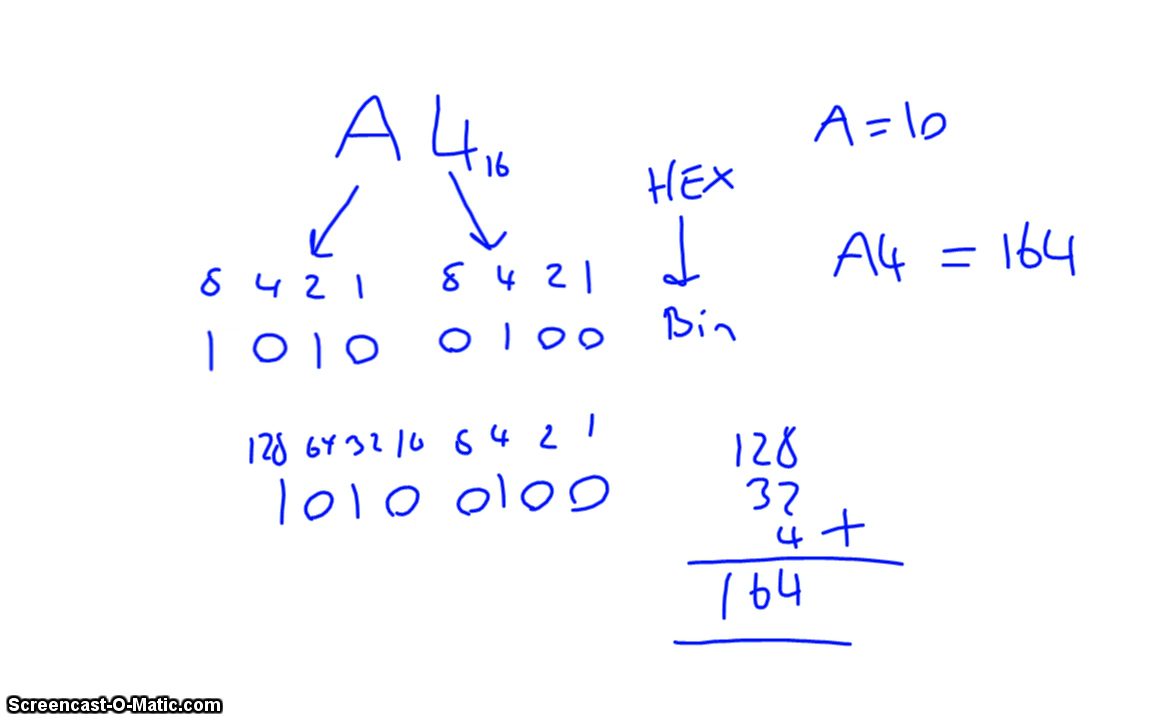 A 4 16
A = 10
HEX
A4 = 164
8 4 2 1 8 4 2 1
1 0 1 0 0 1 0 0
Bin
128 64 32 16 8 4 2 1
1 0 1 0 0 1 0 0
128
32
4 +
164
Screencast-O-Matic.com